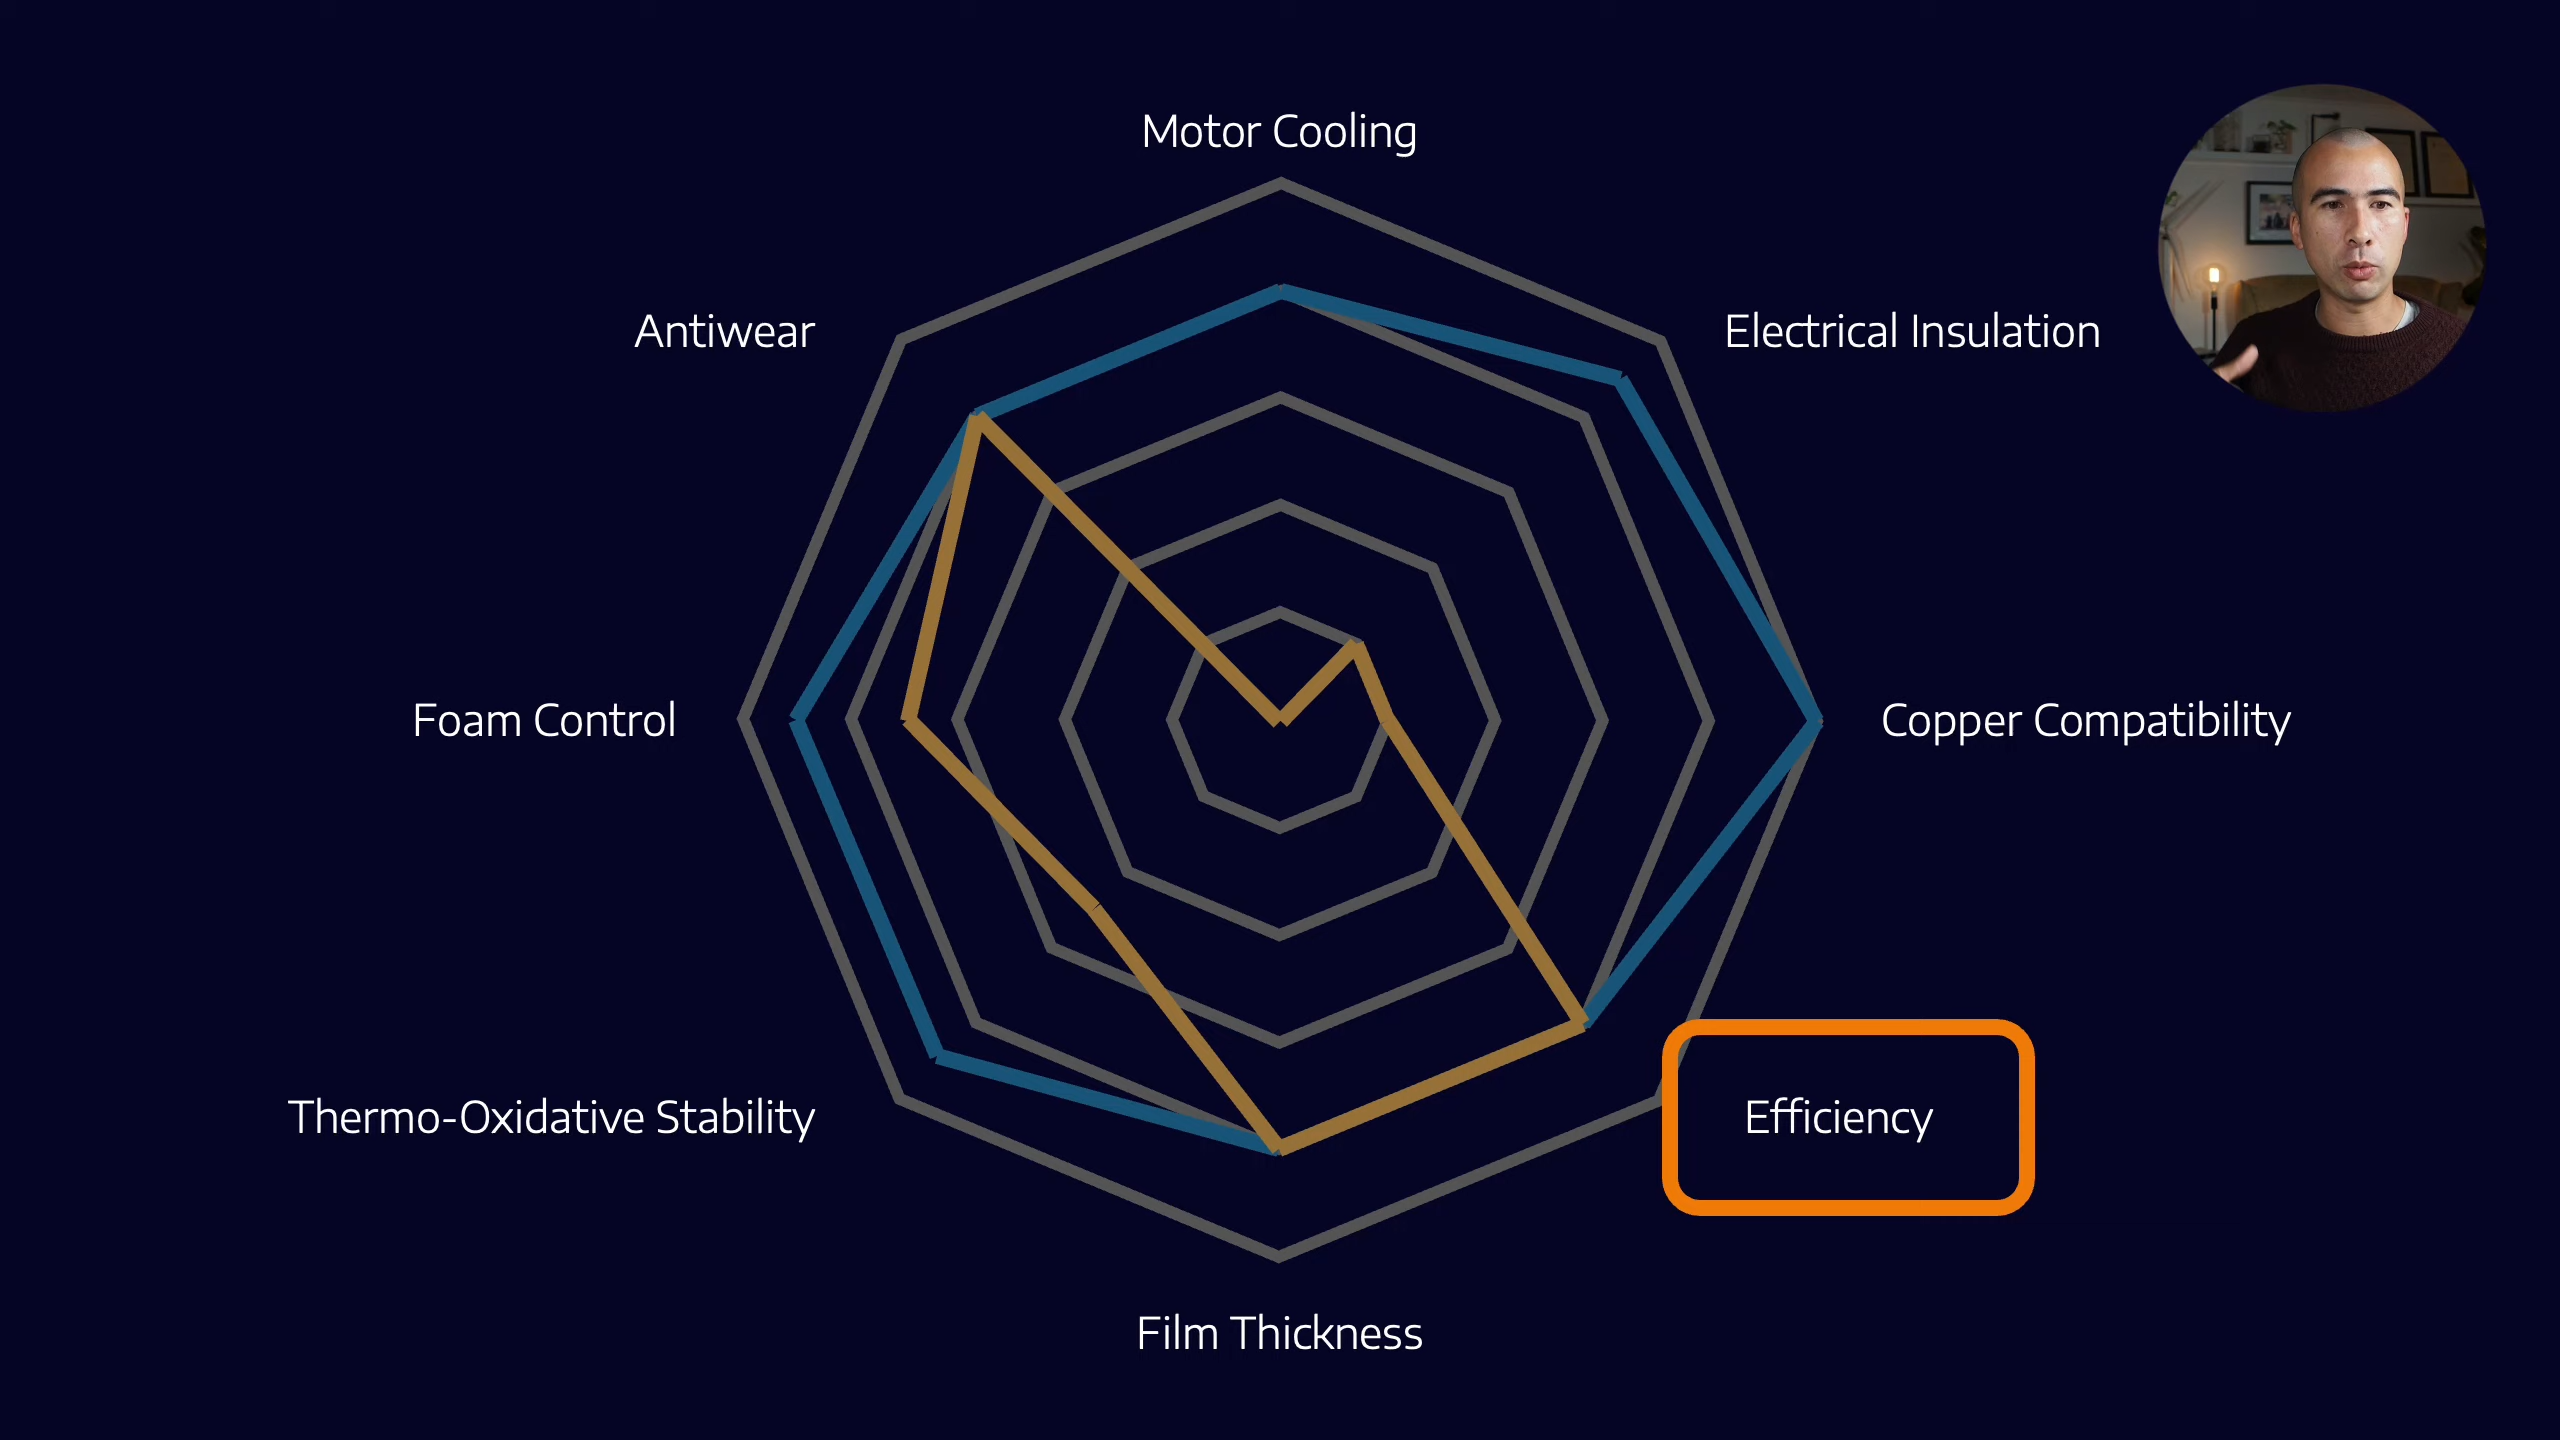 Motor Cooling
Antiwear
Electrical Insulation
Foam Control
Copper Compatibility
Thermo-Oxidative Stability
Efficiency
Film Thickness